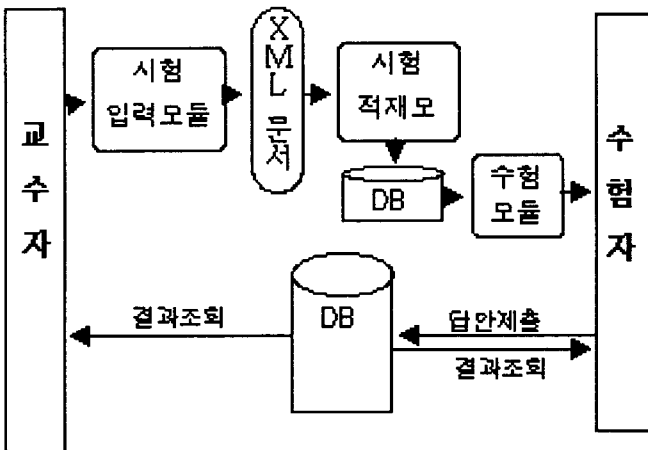 교수자
시험
입력모듈
XML 문서
시험
적재모
DB
수험
모듈
수험자
결과조회
DB
답안제출
결과조회